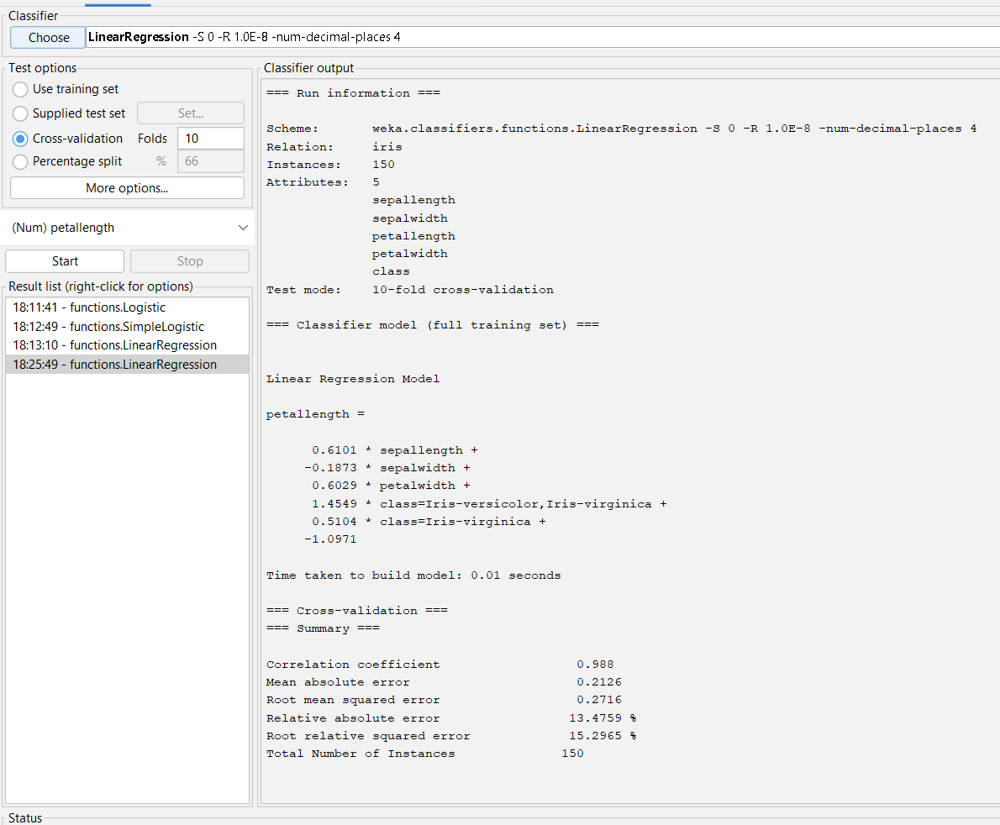 Classifier
Choose LinearRegression -S 0 -R 1.0E-8 -num-decimal-places 4
Test options
Use training set
Supplied test set Set...
Cross-validation Folds 10
Percentage split % 66
More options...
(Num) petallength
Start Stop
Result list (right-click for options)
18:11:41 - functions.Logistic
18:12:49 - functions.SimpleLogistic
18:13:10 - functions.LinearRegression
18:25:49 - functions.LinearRegression
Classifier output
=== Run information ===
Scheme: weka.classifiers.functions.LinearRegression -S 0 -R 1.0E-8 -num-decimal-places 4
Relation: iris
Instances: 150
Attributes: 5
sepallength
sepalwidth
petallength
petalwidth
class
Test mode: 10-fold cross-validation
=== Classifier model (full training set) ===
Linear Regression Model
petallength =
0.6101 * sepallength +
-0.1873 * sepalwidth +
0.6029 * petalwidth +
1.4549 * class=Iris-versicolor,Iris-virginica +
0.5104 * class=Iris-virginica +
-1.0971
Time taken to build model: 0.01 seconds
=== Cross-validation ===
=== Summary ===
Correlation coefficient 0.988
Mean absolute error 0.2126
Root mean squared error 0.2716
Relative absolute error 13.4759 %
Root relative squared error 15.2965 %
Total Number of Instances 150
Status